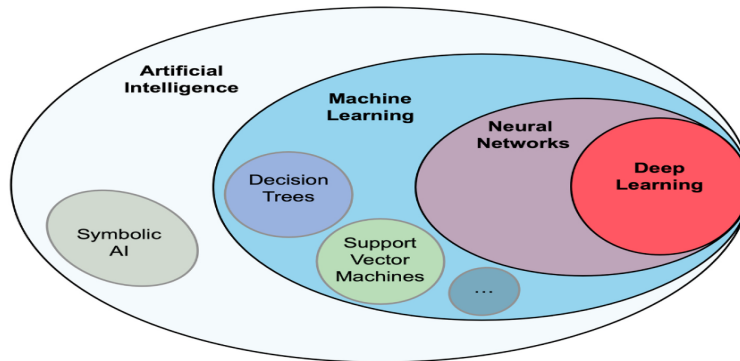 Artificial
Intelligence
Machine
Learning
Neural
Networks
Deep
Learning
Decision
Trees
Symbolic
AI
Support
Vector
Machines
...